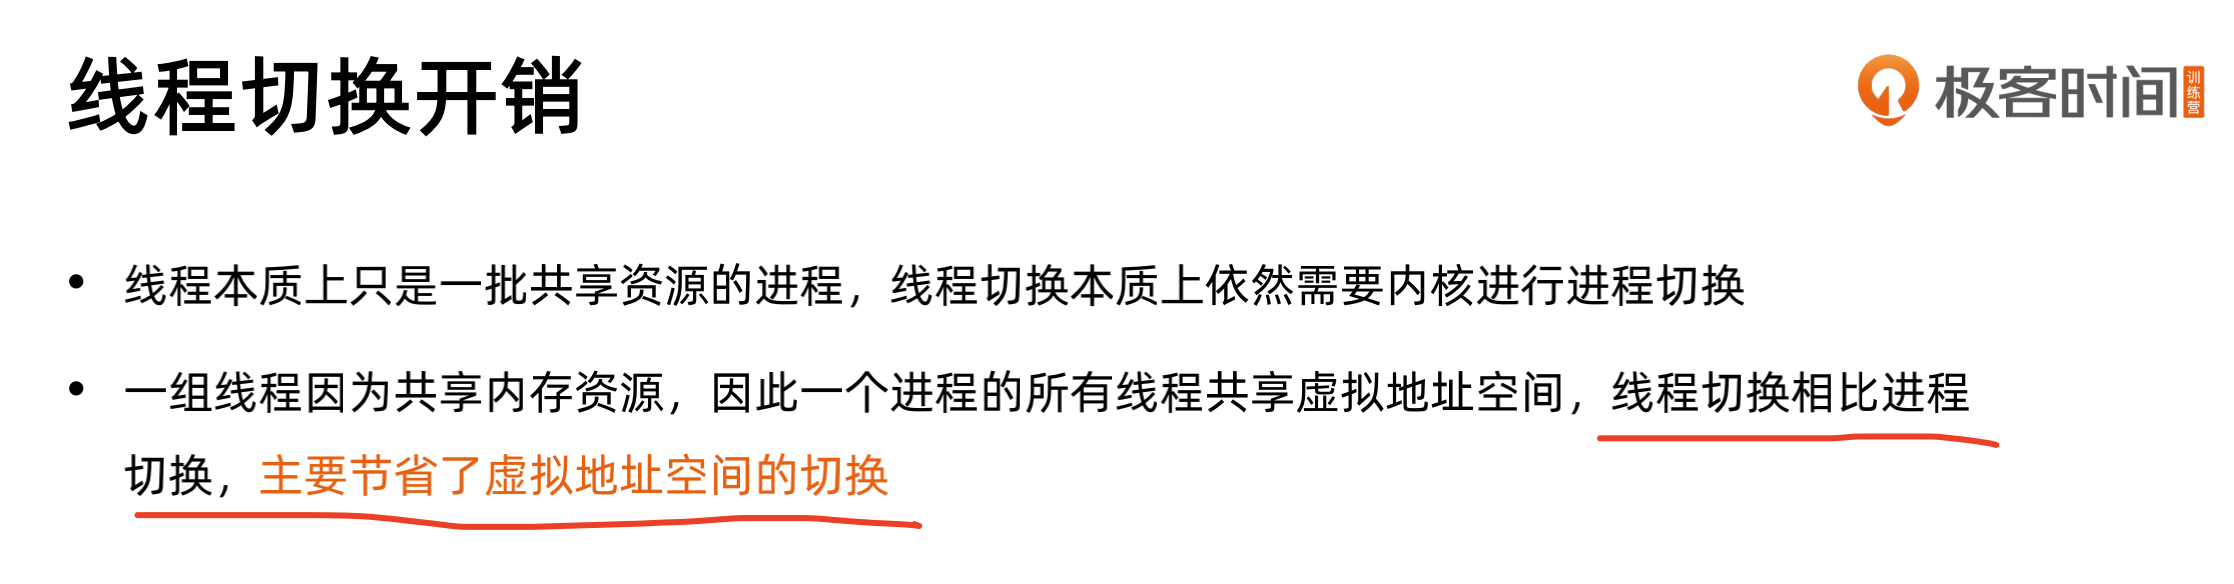 线程切换开销
极客时间
训练营
• 线程本质上只是一批共享资源的进程，线程切换本质上依然需要内核进行进程切换
• 一组线程因为共享内存资源，因此一个进程的所有线程共享虚拟地址空间，线程切换相比进程
切换，主要节省了虚拟地址空间的切换